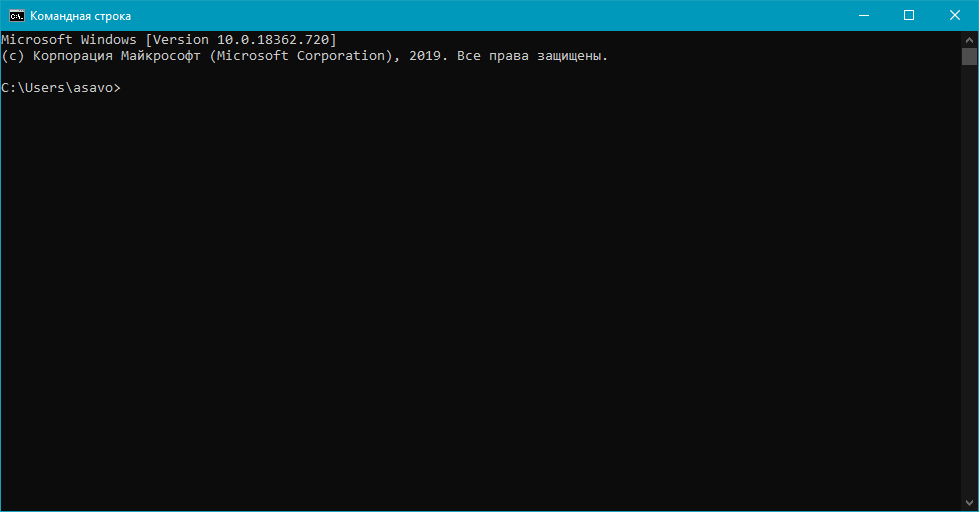 Командная строка
Microsoft Windows [Version 10.0.18362.720]
(c) Корпорация Майкрософт (Microsoft Corporation), 2019. Все права защищены.
C:\Users\asavo>